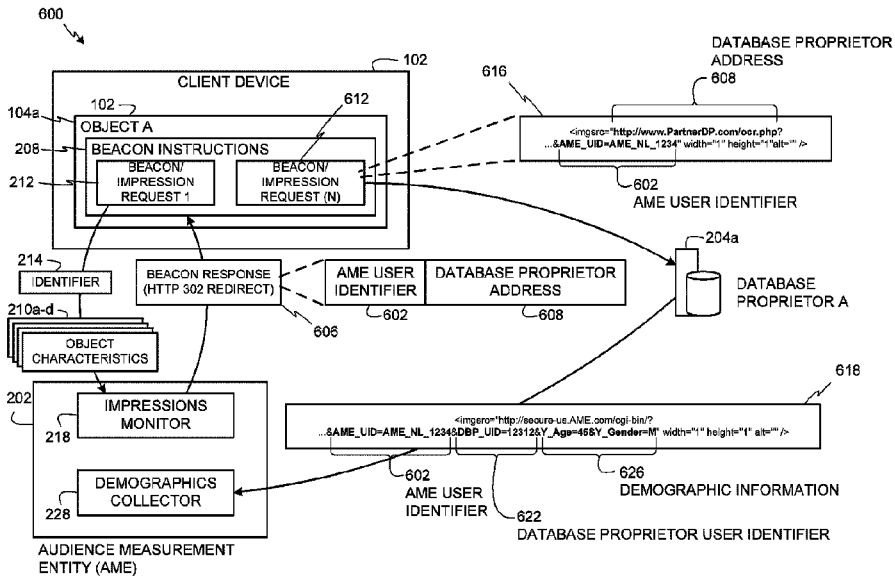 600
102
CLIENT DEVICE
104a
102
612
OBJECT A
208
BEACON INSTRUCTIONS
212
BEACON/
IMPRESSION
REQUEST 1
BEACON/
IMPRESSION
REQUEST (N)
DATABASE PROPRIETOR
ADDRESS
616
608
<imgsrc="http://www.PartnerDP.com/ocr.php?
...&AME_UID=AME_NL_1234" width="1" height="1"alt="" />
602
AME USER IDENTIFIER
204a
DATABASE
PROPRIETOR A
214
IDENTIFIER
210a-d
OBJECT
CHARACTERISTICS
BEACON RESPONSE
(HTTP 302 REDIRECT)
606
AME USER
IDENTIFIER
602
DATABASE PROPRIETOR
ADDRESS
608
202
IMPRESSIONS
MONITOR
218
DEMOGRAPHICS
COLLECTOR
228
AUDIENCE MEASUREMENT
ENTITY (AME)
618
<imgsrc="http://secure-us.AME.com/cgi-bin/?
...&AME_UID=AME_NL_1234&DBP_UID=12312&Y_Age=45&Y_Gender=M" width="1" height="1" alt="" />
602
AME USER
IDENTIFIER
622
DATABASE PROPRIETOR USER IDENTIFIER
626
DEMOGRAPHIC INFORMATION